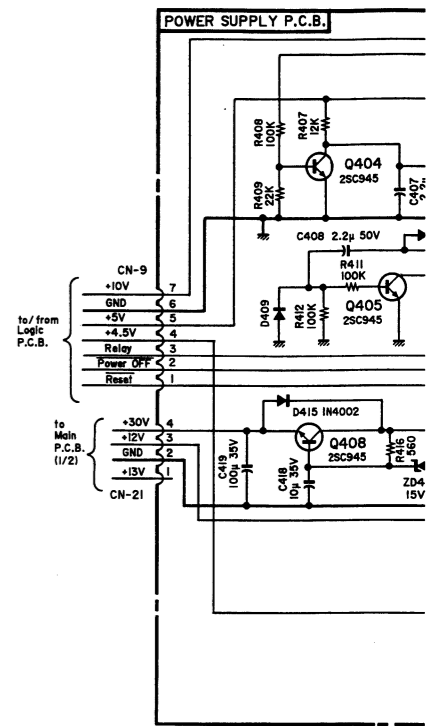 POWER SUPPLY P.C.B.
R408
100K
R407
12K
Q404
2SC945
R409
22K
C407
C408 2.2μ 50V
R411
100K
CN-9
+10V 7
GND 6
+5V 5
+4.5V 4
Relay 3
Power OFF 2
Reset 1
to/from
Logic
P.C.B.
D409
R412
100K
Q405
2SC945
D415 1N4002
to
Main
P.C.B.
(1/2)
+30V 4
+12V 3
GND 2
+13V 1
CN-21
Q408
2SC945
R416
560
C419
100μ 35V
C418
10μ 35V
ZD4
15V